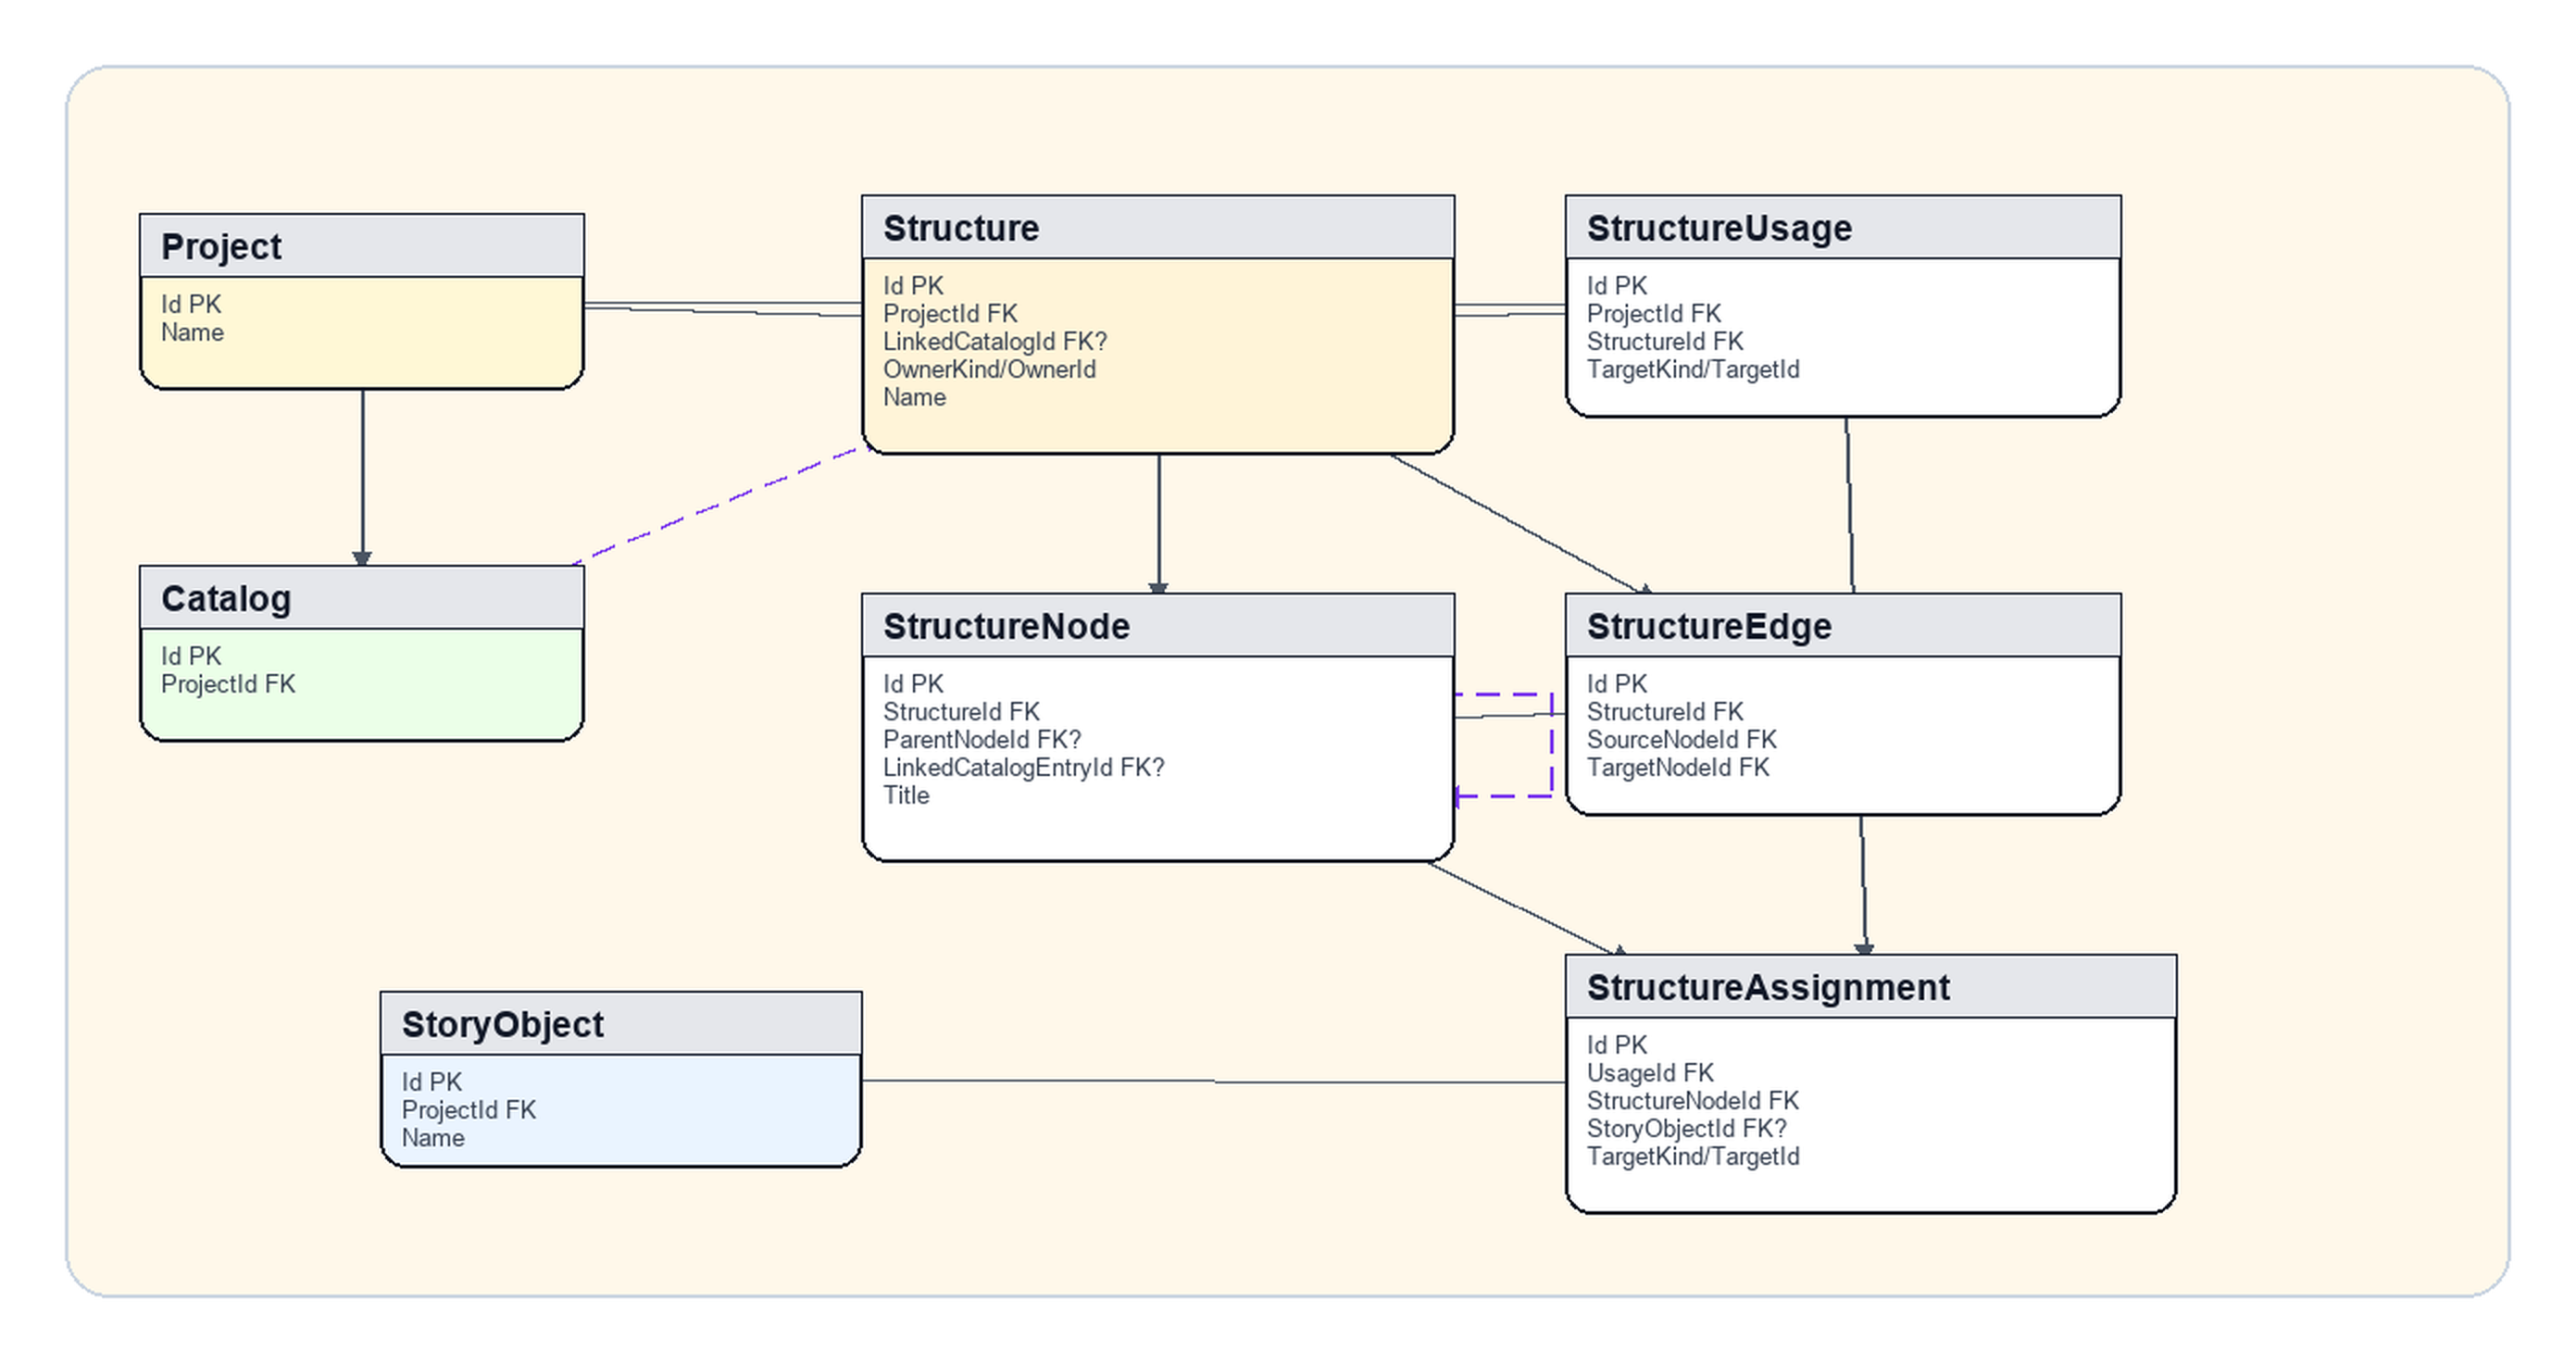 Project
Id PK
Name
Structure
Id PK
ProjectId FK
LinkedCatalogId FK?
OwnerKind/OwnerId
Name
StructureUsage
Id PK
ProjectId FK
StructureId FK
TargetKind/TargetId
Catalog
Id PK
ProjectId FK
StructureNode
Id PK
StructureId FK
ParentNodeId FK?
LinkedCatalogEntryId FK?
Title
StructureEdge
Id PK
StructureId FK
SourceNodeId FK
TargetNodeId FK
StoryObject
Id PK
ProjectId FK
Name
StructureAssignment
Id PK
UsageId FK
StructureNodeId FK
StoryObjectId FK?
TargetKind/TargetId